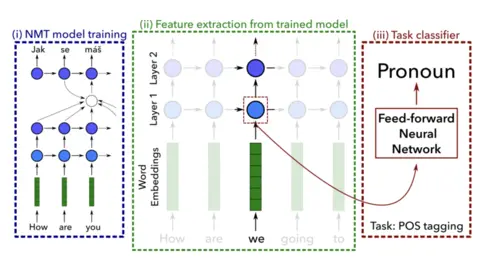 (i) NMT model training
Jak se máš
How are you
(ii) Feature extraction from trained model
Layer 2
Layer 1
Word
Embeddings
How are we going to
(iii) Task classifier
Pronoun
Feed-forward
Neural
Network
Task: POS tagging